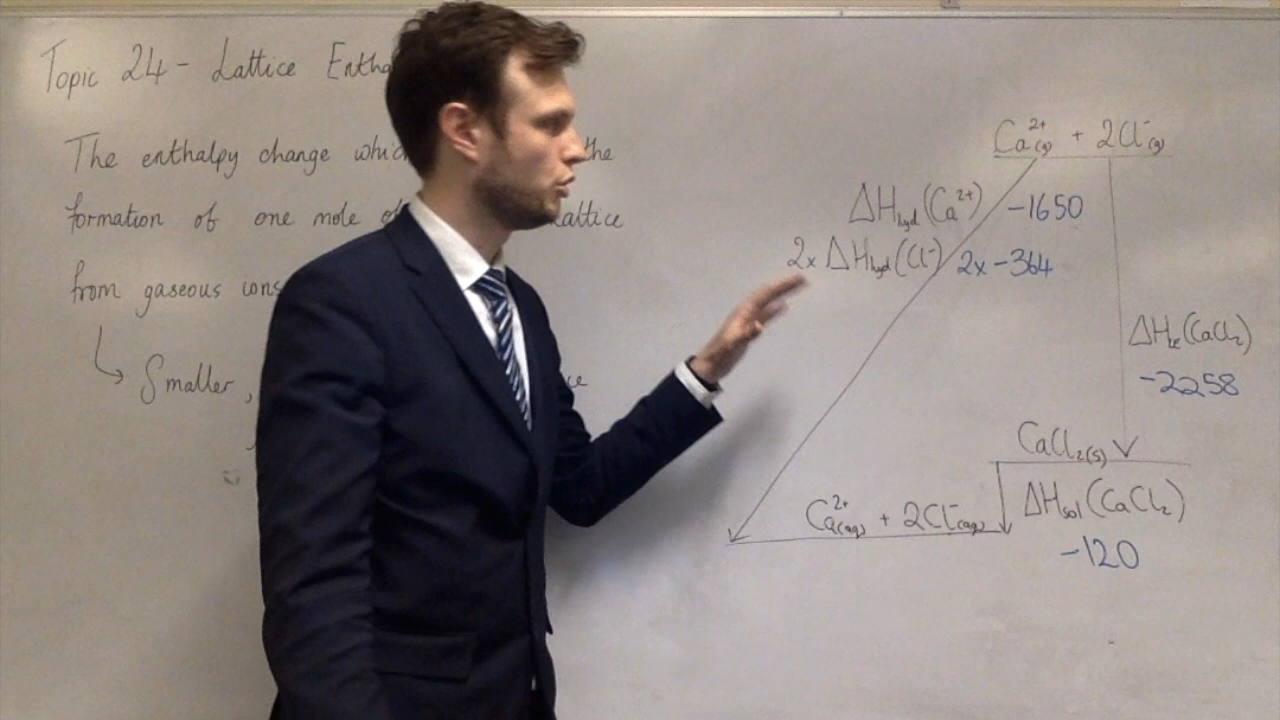 Topic 24 - Lattice Entha
The enthalpy change whic the
formation of one mole of lattice
from gaseous ions
↳ Smaller,
Ca²⁺(g) + 2Cl⁻(g)
ΔHhyd(Ca²⁺) -1650
2x ΔHhyd(Cl⁻) 2x -364
ΔHLE(CaCl₂)
-2258
CaCl₂(s)
Ca²⁺(aq) + 2Cl⁻(aq) ΔHsol(CaCl₂)
-120